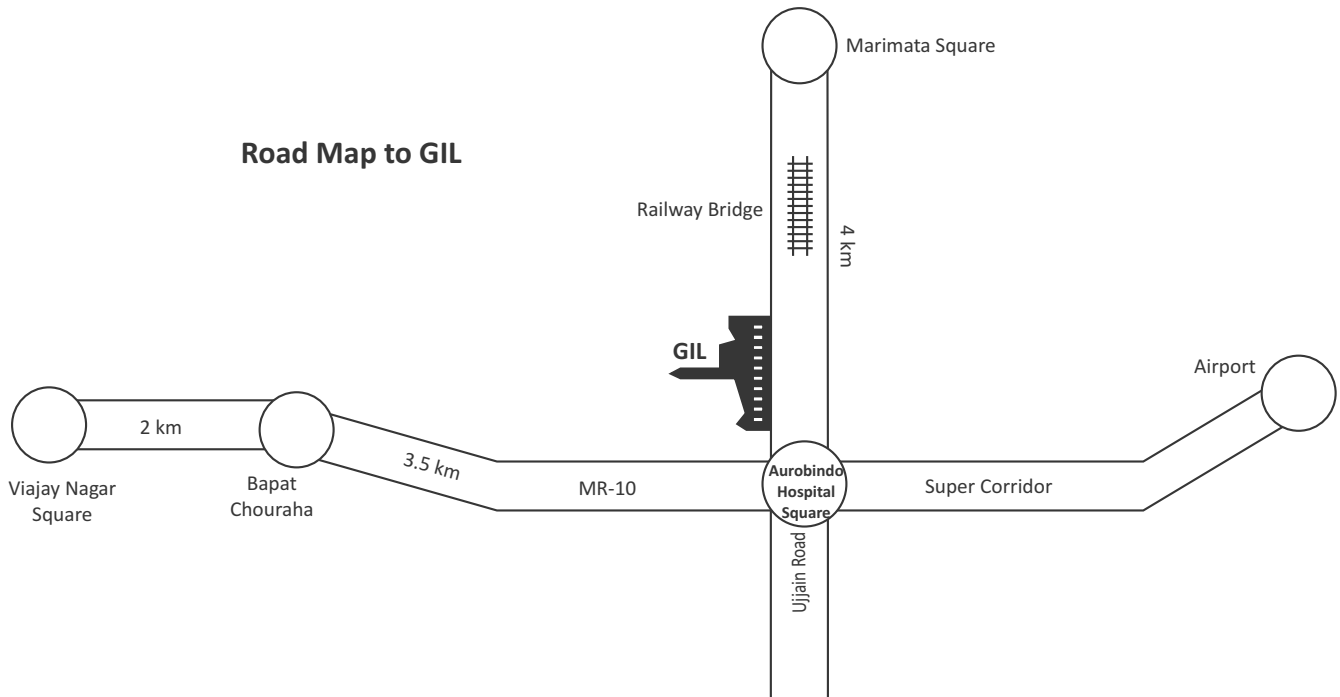 Marimata Square
Road Map to GIL
Railway Bridge
4 km
GIL
Airport
2 km
3.5 km
Viajay Nagar
Square
Bapat
Chouraha
MR-10
Aurobindo
Hospital
Square
Super Corridor
Ujjain Road